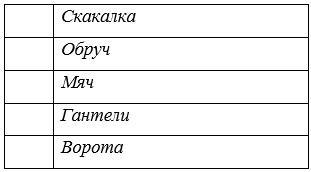 Скакалка
Обруч
Мяч
Гантели
Ворота